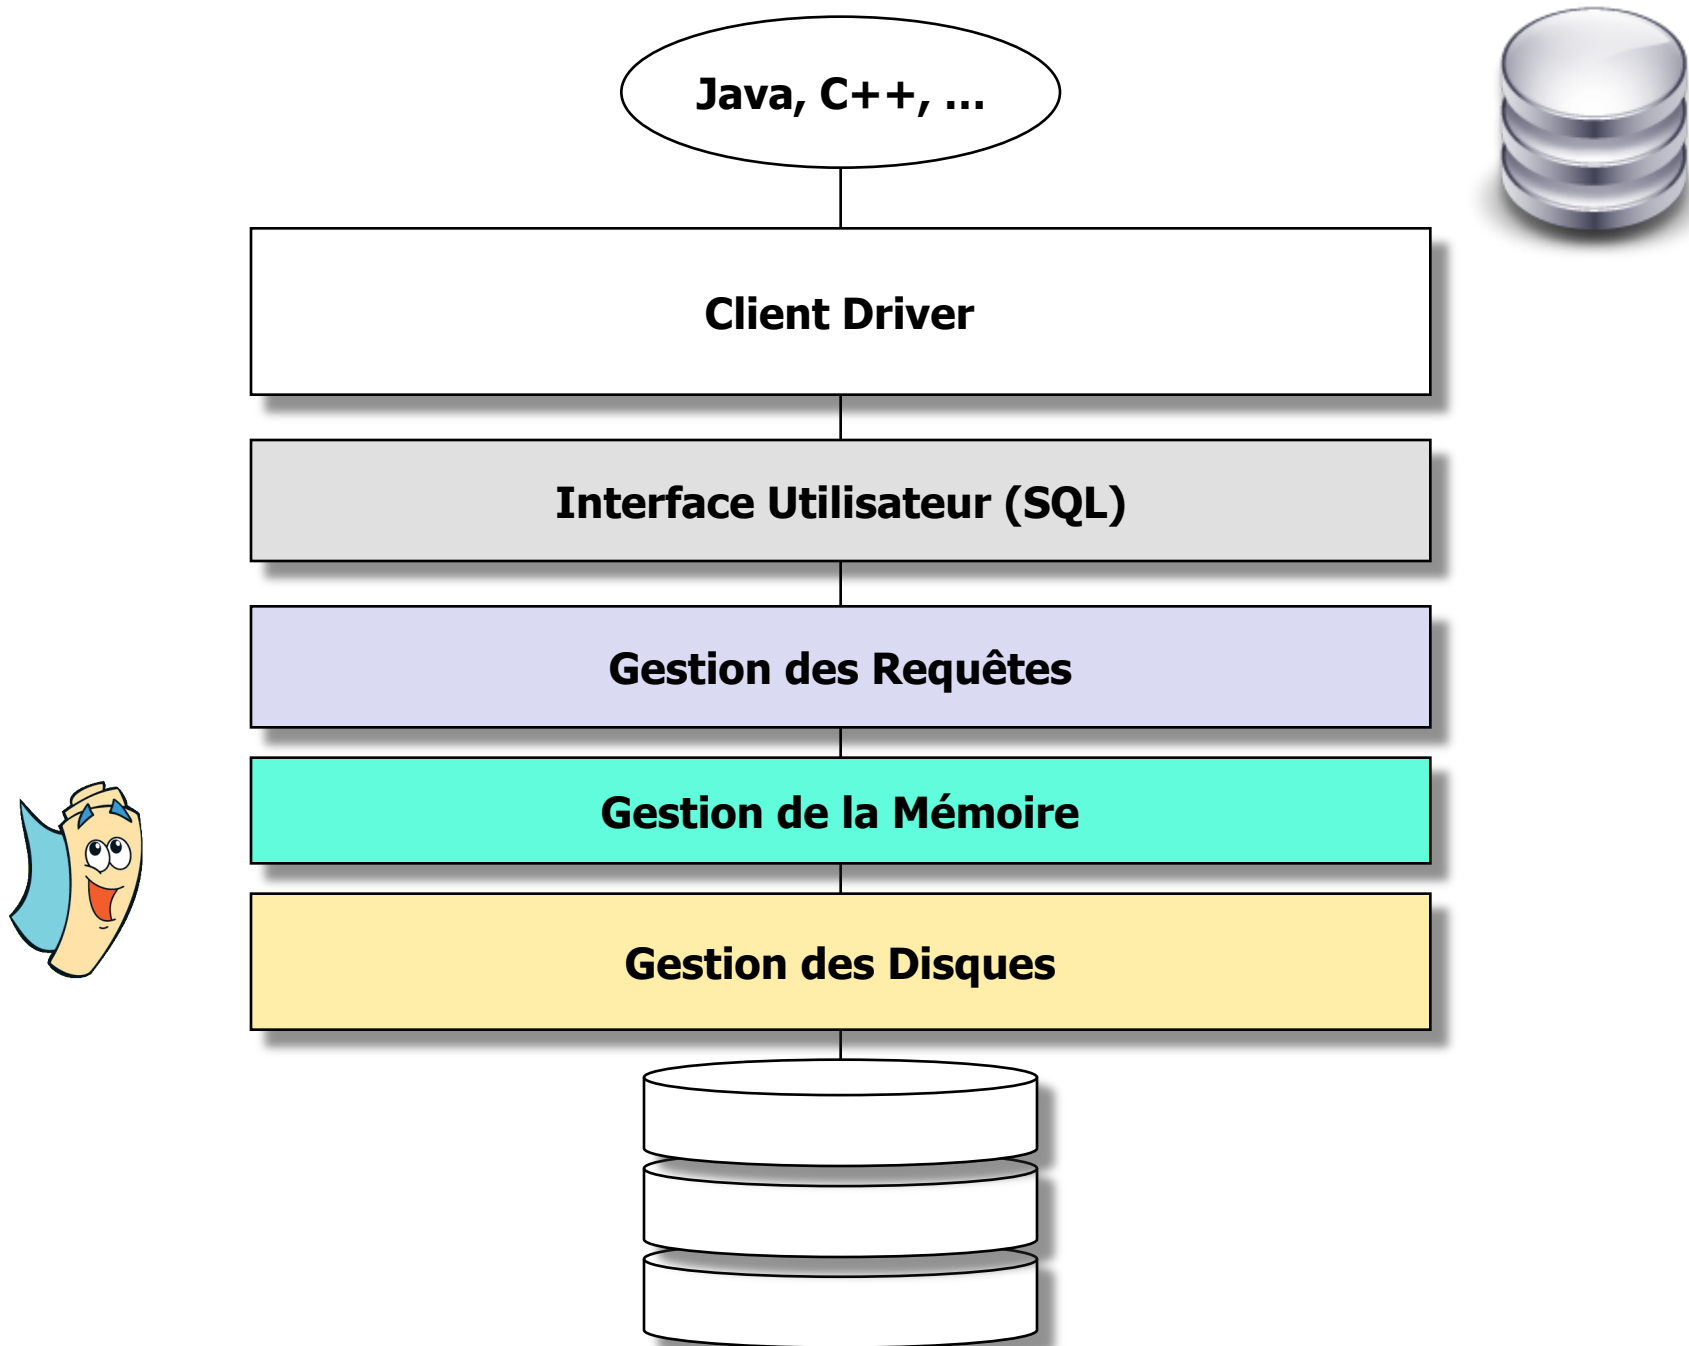 Java, C++, ...
Client Driver
Interface Utilisateur (SQL)
Gestion des Requêtes
Gestion de la Mémoire
Gestion des Disques